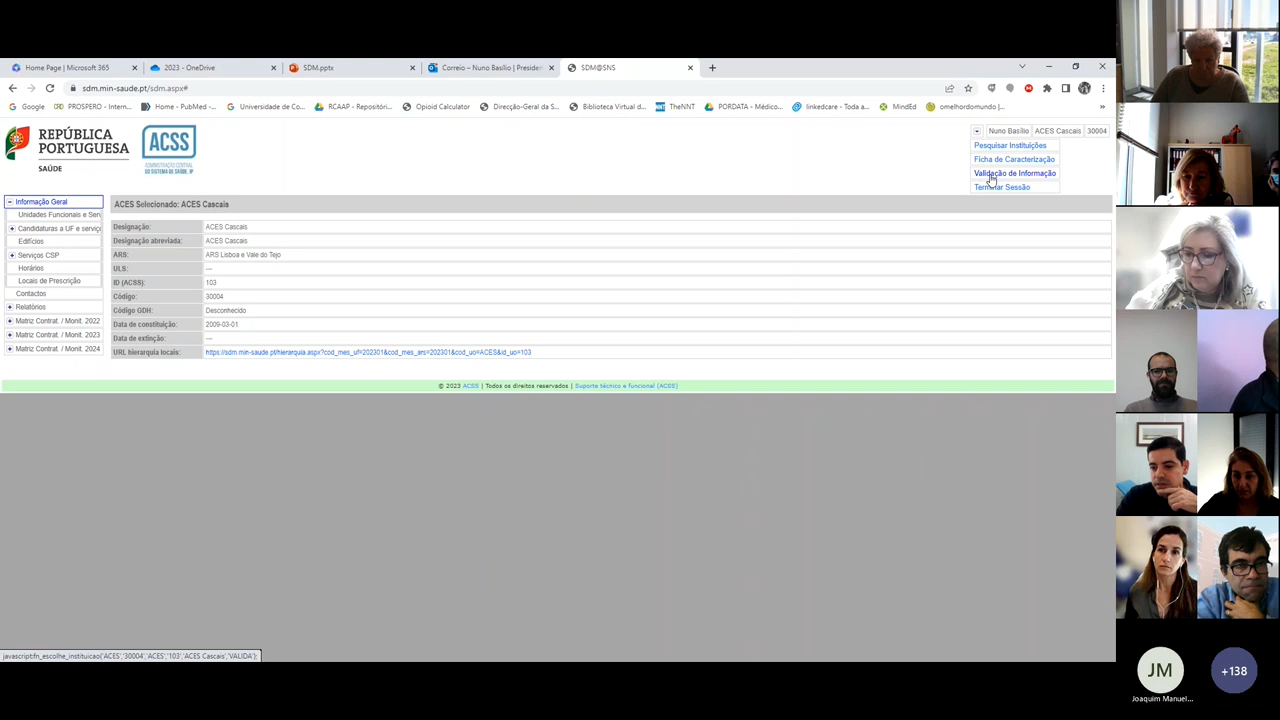 Home Page | Microsoft 365
2023 - OneDrive
SDM.pptx
Correio – Nuno Basílio | Presiden
SDM@SNS
sdm.min-saude.pt/sdm.aspx#
Google
PROSPERO - Intern...
Home - PubMed -...
Universidade de Co...
RCAAP - Repositóri...
Opioid Calculator
Direcção-Geral da S...
Biblioteca Virtual d...
TheNNT
PORDATA - Médico...
linkedcare - Toda a...
MindEd
omelhordomundo|...
REPÚBLICA
PORTUGUESA
SAÚDE
ACSS
ADMINISTRAÇÃO CENTRAL
DO SISTEMA DE SAÚDE, IP
Nuno Basílio
ACES Cascais
30004
Pesquisar Instituições
Ficha de Caracterização
Validação de Informação
Terminar Sessão
Informação Geral
Unidades Funcionais e Serv
Candidaturas a UF e serviço
Edifícios
Serviços CSP
Horários
Locais de Prescrição
Contactos
Relatórios
Matriz Contrat. / Monit. 2022
Matriz Contrat. / Monit. 2023
Matriz Contrat. / Monit. 2024
ACES Selecionado: ACES Cascais
Designação: ACES Cascais
Designação abreviada: ACES Cascais
ARS: ARS Lisboa e Vale do Tejo
ULS: ---
ID (ACSS): 103
Código: 30004
Código GDH: Desconhecido
Data de constituição: 2009-03-01
Data de extinção: ---
URL hierarquia locais: https://sdm.min-saude.pt/hierarquia.aspx?cod_mes_uf=202301&cod_mes_ars=202301&cod_uo=ACES&id_uo=103
© 2023 ACSS | Todos os direitos reservados | Suporte técnico e funcional (ACSS)
javascript:fn_escolhe_instituicao('ACES','30004','ACES','103','ACES Cascais','VALIDA');
JM
+138
Joaquim Manuel...